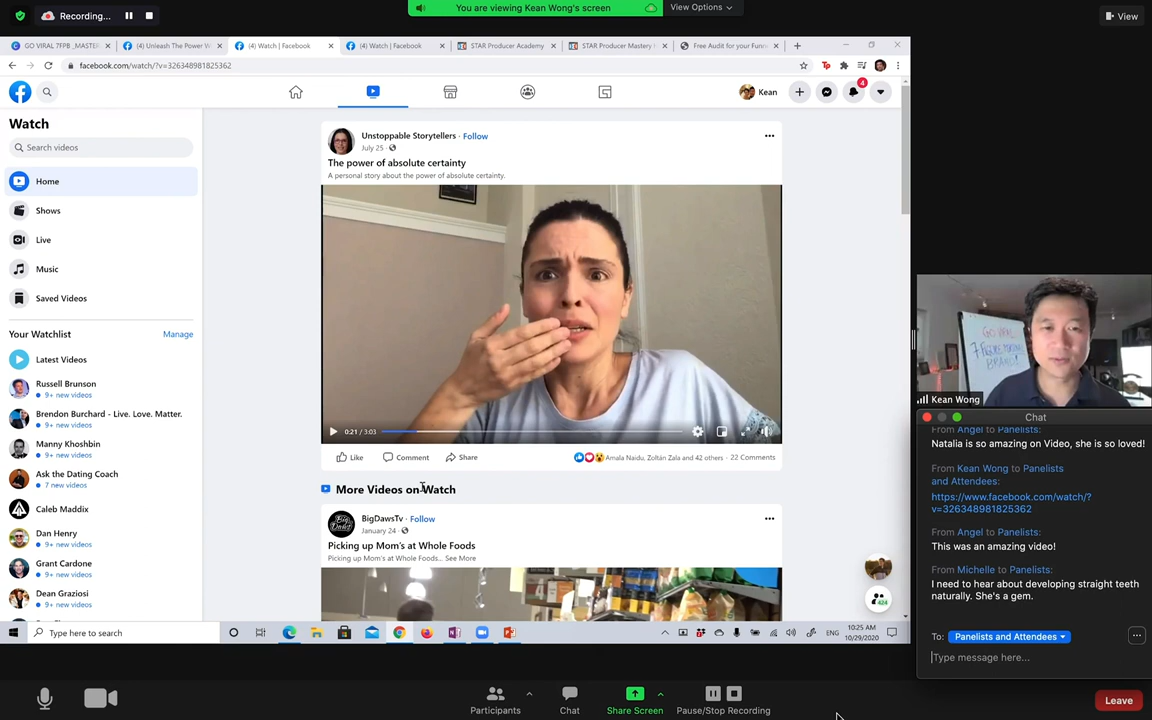 Recording...
You are viewing Kean Wong's screen
View Options
View
GO VIRAL 7FPB _MASTER
(4) Unleash The Power
(4) Watch | Facebook
(4) Watch | Facebook
STAR Producer Academy
STAR Producer Mastery
Free Audit for your Funn
facebook.com/watch/?v=326348981825362
Kean
4
Watch
Search videos
Home
Shows
Live
Music
Saved Videos
Your Watchlist
Manage
Latest Videos
Russell Brunson
9+ new videos
Brendon Burchard - Live. Love. Matter.
9+ new videos
Manny Khoshbin
9+ new videos
Ask the Dating Coach
7 new videos
Caleb Maddix
Dan Henry
9+ new videos
Grant Cardone
9+ new videos
Dean Graziosi
9+ new videos
Unstoppable Storytellers · Follow
July 25 ·
The power of absolute certainty
A personal story about the power of absolute certainty.
0:21 / 3:03
Like
Comment
Share
Amala Naidu, Zoltán Zala and 42 others · 22 Comments
More Videos on Watch
BigDawsTv · Follow
January 24 ·
Picking up Mom's at Whole Foods
Picking up Mom's at Whole Foods... See More
424
Type here to search
ENG
10:25 AM
10/29/2020
GO VIRAL
7 FIGURE
BRAND!
Kean Wong
Chat
From Angel to Panelists:
Natalia is so amazing on Video, she is so loved!
From Kean Wong to Panelists
and Attendees:
https://www.facebook.com/watch/?
v=326348981825362
From Angel to Panelists:
This was an amazing video!
From Michelle to Panelists:
I need to hear about developing straight teeth
naturally. She's a gem.
To: Panelists and Attendees
Type message here...
Participants
Chat
Share Screen
Pause/Stop Recording
Leave